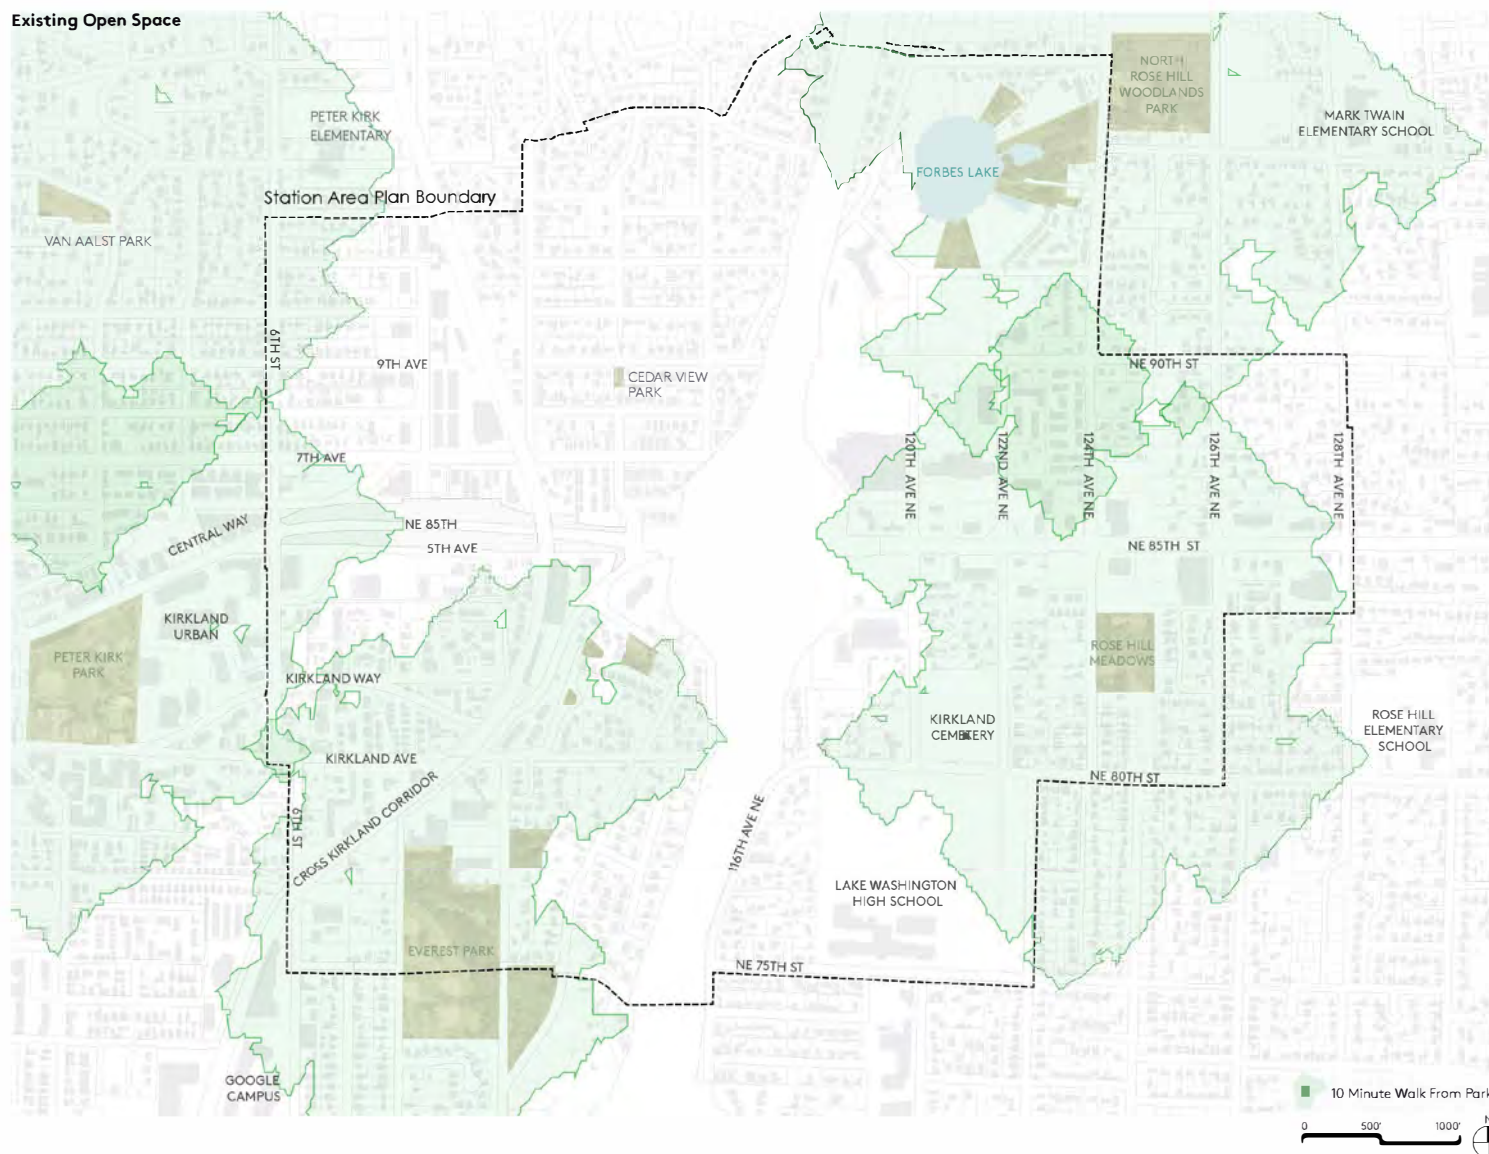 Existing Open Space
NORTH
ROSE HILL
WOODLANDS
PARK
PETER KIRK
ELEMENTARY
MARK TWAIN
ELEMENTARY SCHOOL
FORBES LAKE
Station Area Plan Boundary
VAN AALST PARK
6TH ST
9TH AVE
NE 90TH ST
CEDAR VIEW
PARK
7TH AVE
120TH AVE NE
122ND AVE NE
124TH AVE NE
126TH AVE NE
128TH AVE NE
CENTRAL WAY
NE 85TH
5TH AVE
NE 85TH ST
KIRKLAND
URBAN
PETER KIRK
PARK
ROSE HILL
MEADOWS
KIRKLAND WAY
KIRKLAND
CEMETERY
ROSE HILL
ELEMENTARY
SCHOOL
KIRKLAND AVE
NE 80TH ST
6TH ST
CROSS KIRKLAND CORRIDOR
116TH AVE NE
LAKE WASHINGTON
HIGH SCHOOL
EVEREST PARK
NE 75TH ST
GOOGLE
CAMPUS
10 Minute Walk From Park
0 500' 1000'
N